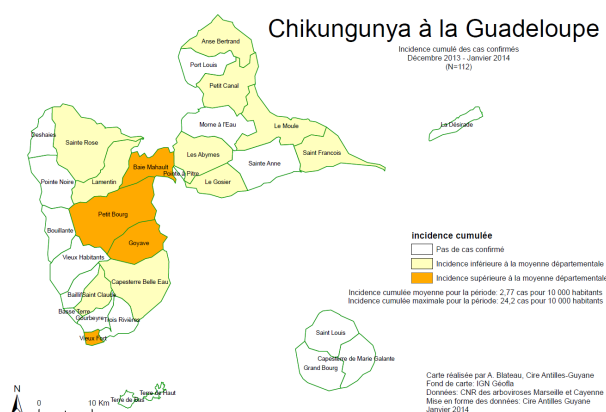 Chikungunya à la Guadeloupe
Incidence cumulé des cas confirmés
Décembre 2013 - Janvier 2014
(N=112)
Anse Bertrand
Port Louis
Petit Canal
La Désirade
Morne à l'Eau
Le Moule
Deshaies
Sainte Rose
Les Abymes
Saint François
Baie Mahault
Sainte Anne
Pointe à Pitre
Pointe Noire
Lamentin
Le Gosier
Petit Bourg
Bouillante
Goyave
Vieux Habitants
Capesterre Belle Eau
Baillif
Saint Claude
Basse Terre
Gourbeyre
Trois Rivières
Vieux Fort
incidence cumulée
Pas de cas confirmé
Incidence inférieure à la moyenne départementale
Incidence supérieure à la moyenne départementale
Incidence cumulée moyenne pour la période: 2,77 cas pour 10 000 habitants
Incidence cumulée maximale pour la période: 24,2 cas pour 10 000 habitants
Saint Louis
Capesterre de Marie Galante
Grand Bourg
Terre de Haut
Terre de Bas
N
0 10 Km
Carte réalisée par A. Blateau, Cire Antilles-Guyane
Fond de carte: IGN Géofla
Données: CNR des arboviroses Marseille et Cayenne
Mise en forme des données: Cire Antilles Guyane
Janvier 2014